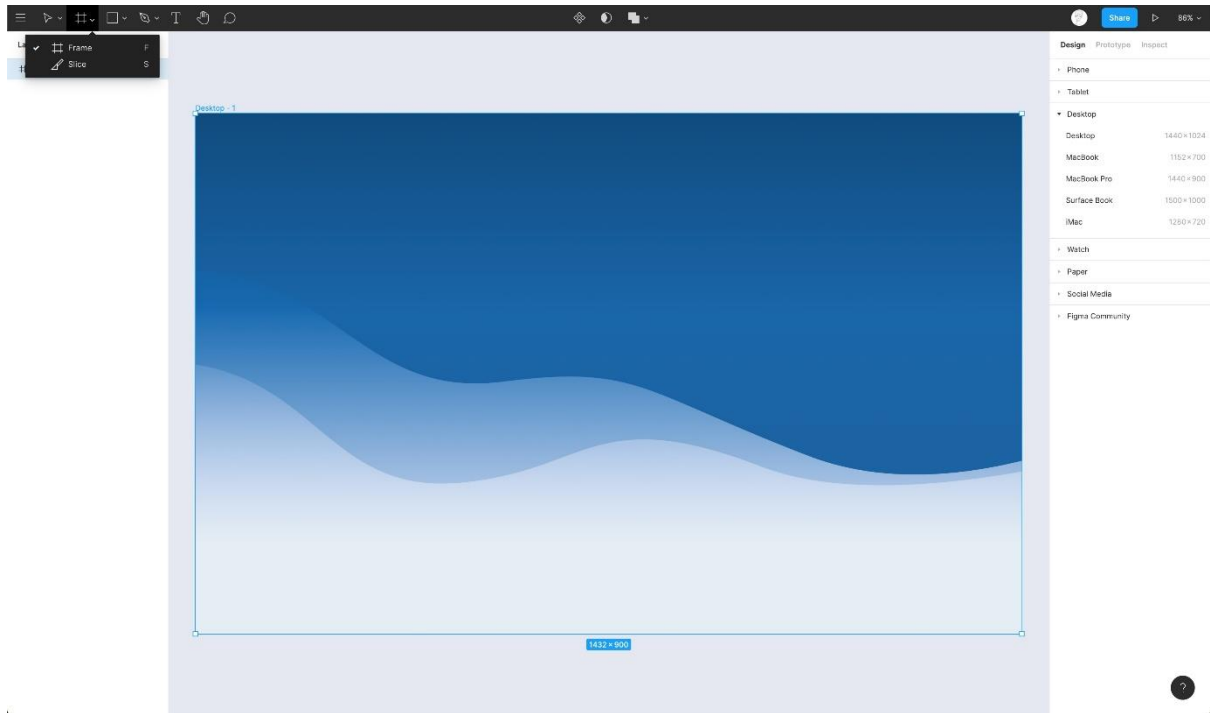 T
Share
86%
La
Frame F
Slice S
Design Prototype Inspect
Phone
Tablet
Desktop
Desktop 1440×1024
MacBook 1152×700
MacBook Pro 1440×900
Surface Book 1500×1000
iMac 1280×720
Watch
Paper
Social Media
Figma Community
Desktop - 1
1432 × 900
?